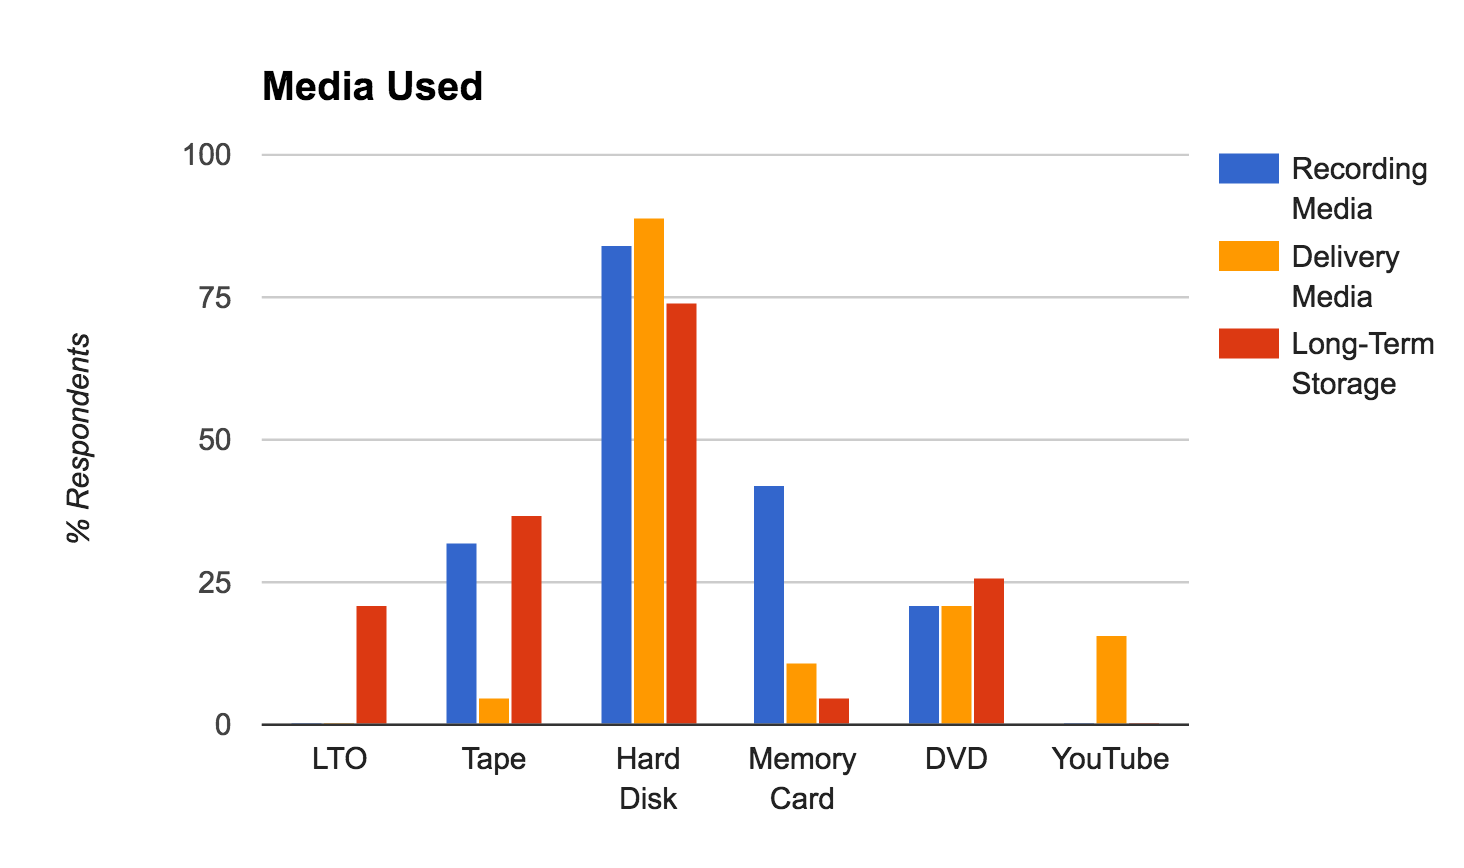 Media Used
100
75
50
25
0
% Respondents
LTO
Tape
Hard
Disk
Memory
Card
DVD
YouTube
Recording
Media
Delivery
Media
Long-Term
Storage